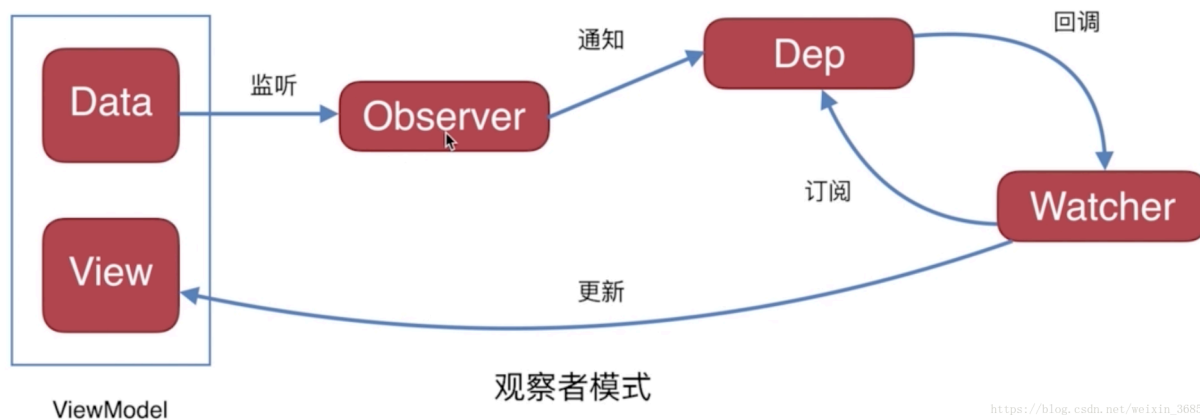 回调
通知
Dep
监听
Data
Observer
订阅
Watcher
View
更新
观察者模式
ViewModel
https://blog.csdn.net/weixin_3685